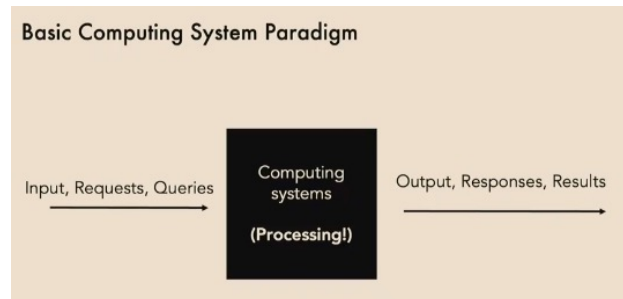 Basic Computing System Paradigm
Input, Requests, Queries
Computing
systems
(Processing!)
Output, Responses, Results